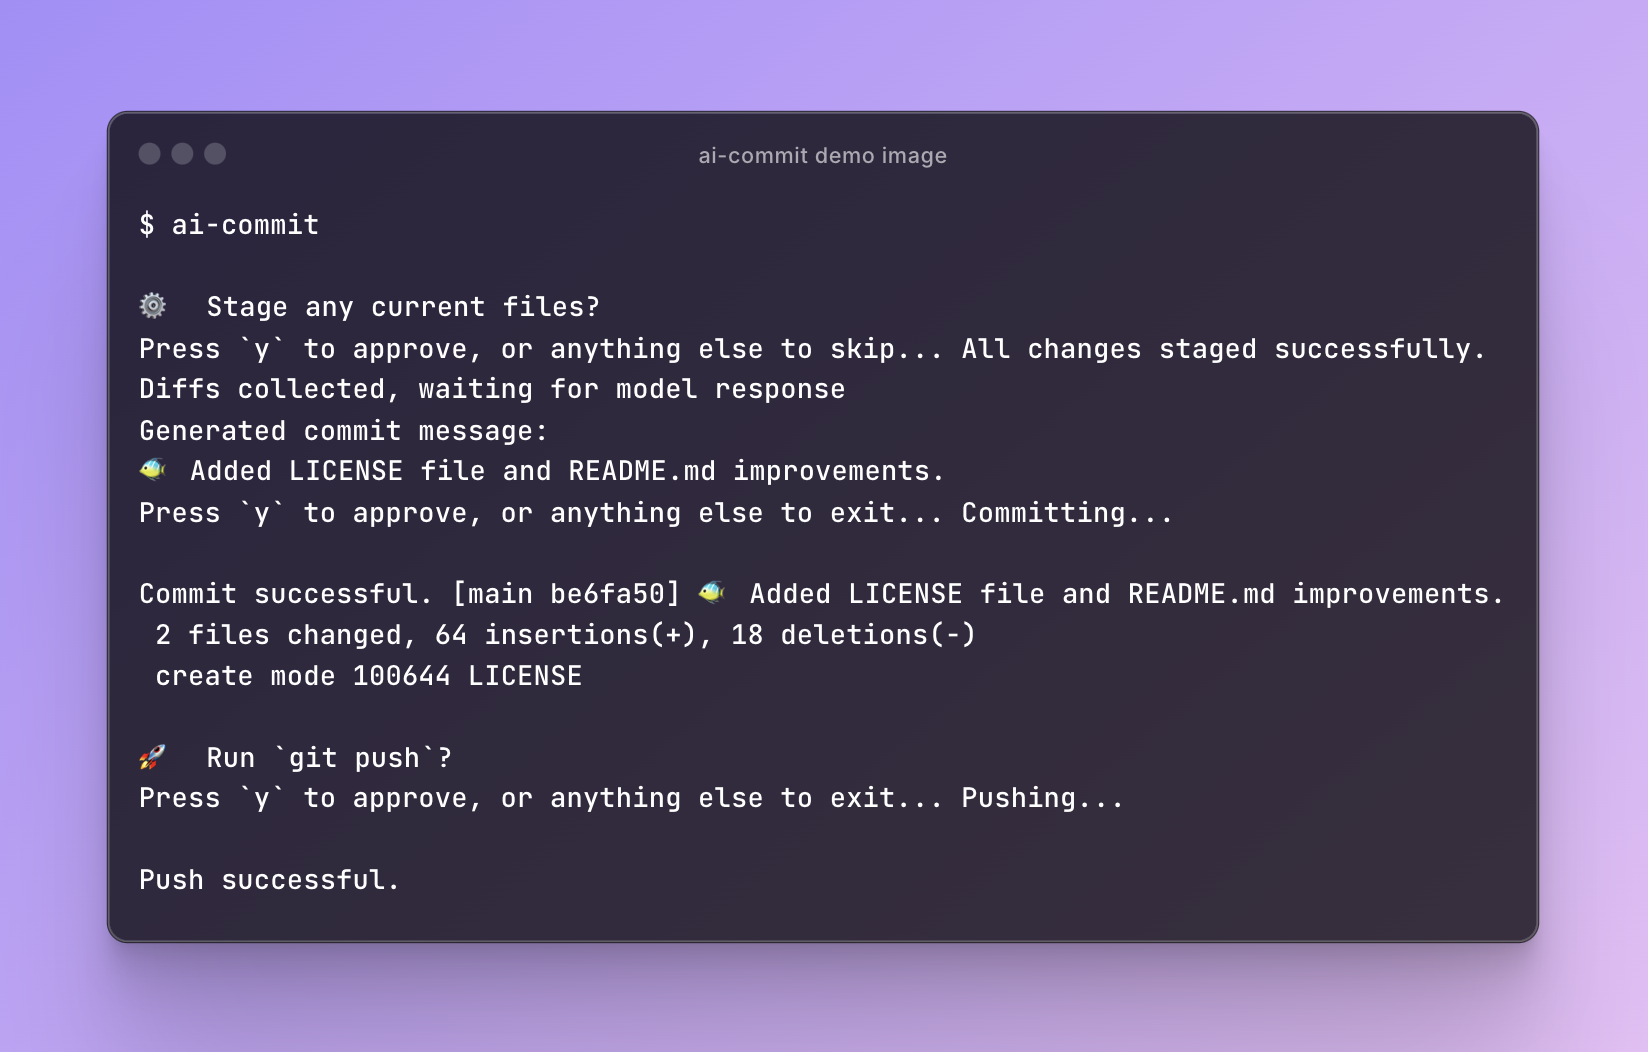 ai-commit demo image
$ ai-commit
⚙️  Stage any current files?
Press `y` to approve, or anything else to skip... All changes staged successfully.
Diffs collected, waiting for model response
Generated commit message:
🐠 Added LICENSE file and README.md improvements.
Press `y` to approve, or anything else to exit... Committing...
Commit successful. [main be6fa50] 🐠 Added LICENSE file and README.md improvements.
 2 files changed, 64 insertions(+), 18 deletions(-)
 create mode 100644 LICENSE
🚀  Run `git push`?
Press `y` to approve, or anything else to exit... Pushing...
Push successful.